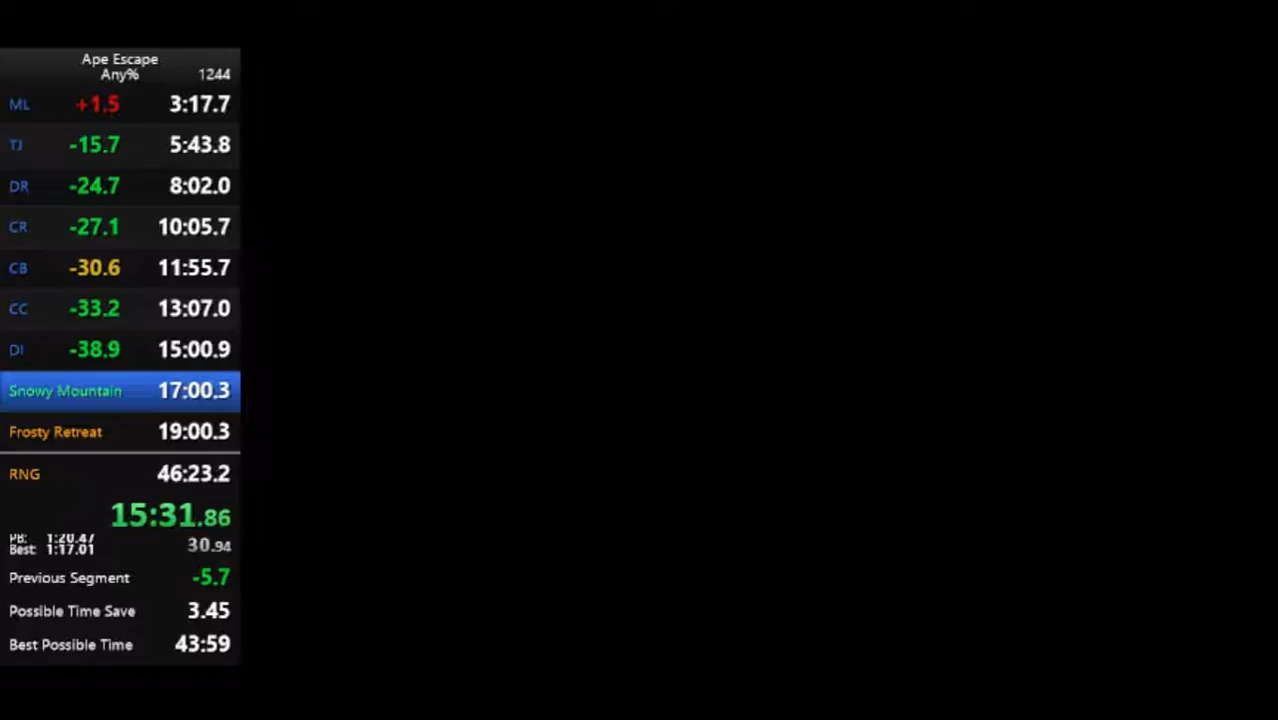 Ape Escape
Any% 1244
ML +1.5 3:17.7
TJ -15.7 5:43.8
DR -24.7 8:02.0
CR -27.1 10:05.7
CB -30.6 11:55.7
CC -33.2 13:07.0
DI -38.9 15:00.9
Snowy Mountain 17:00.3
Frosty Retreat 19:00.3
RNG 46:23.2
15:31.86
PB: 1:20.47
Best: 1:17.01 30.94
Previous Segment -5.7
Possible Time Save 3.45
Best Possible Time 43:59